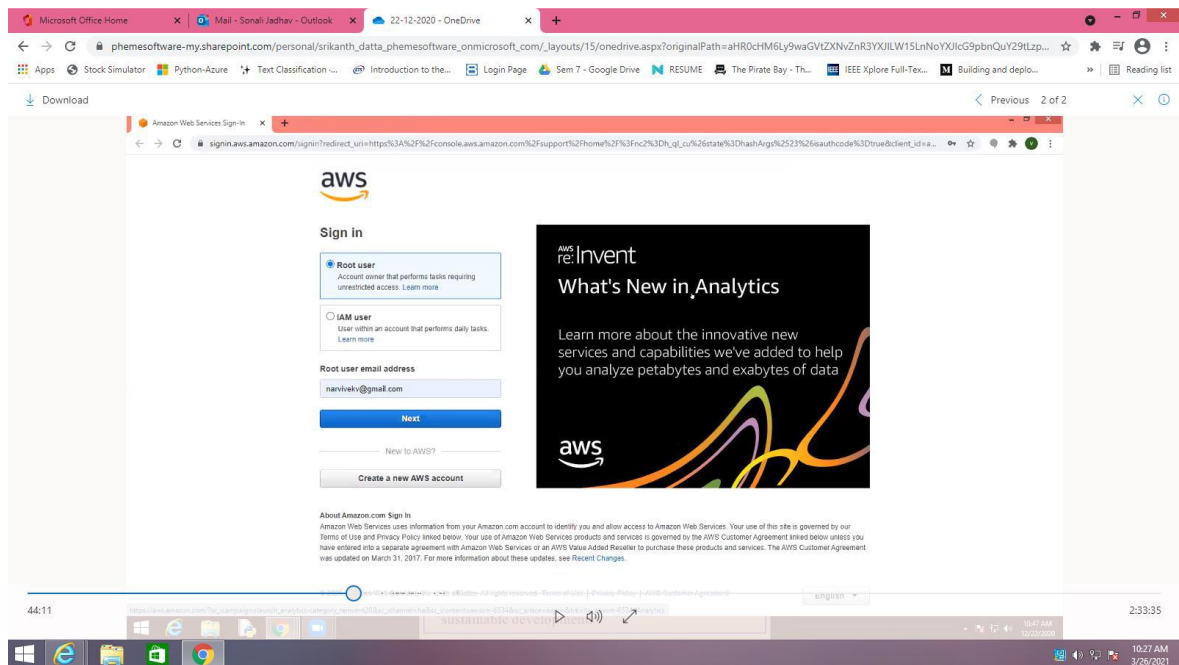 Microsoft Office Home
Mail - Sonali Jadhav - Outlook
22-12-2020 - OneDrive
phemesoftware-my.sharepoint.com/personal/srikanth_datta_phemesoftware_onmicrosoft_com/_layouts/15/onedrive.aspx?originalPath=aHR0cHM6Ly9waGVtZXNvZnR3YXJlLW15LnNoYXJlcG9pbnQuY29tLzp...
Apps Stock Simulator Python-Azure Text Classification -... Introduction to the... Login Page Sem 7 - Google Drive RESUME The Pirate Bay - Th... IEEE Xplore Full-Tex... Building and deplo... » Reading list
Download
Previous 2 of 2
Amazon Web Services Sign-In
signin.aws.amazon.com/signin?redirect_uri=https%3A%2F%2Fconsole.aws.amazon.com%2Fsupport%2Fhome%2F%3Fnc2%3Dh_ql_cu%26state%3DhashArgs%2523%26isauthcode%3Dtrue&client_id=a...
aws
Sign in
Root user
Account owner that performs tasks requiring
unrestricted access. Learn more
IAM user
User within an account that performs daily tasks.
Learn more
Root user email address
narvivekv@gmail.com
Next
New to AWS?
Create a new AWS account
AWS
re:Invent
What's New in Analytics
Learn more about the innovative new
services and capabilities we've added to help
you analyze petabytes and exabytes of data
aws
About Amazon.com Sign In
Amazon Web Services uses information from your Amazon.com account to identify you and allow access to Amazon Web Services. Your use of this site is governed by our
Terms of Use and Privacy Policy linked below. Your use of Amazon Web Services products and services is governed by the AWS Customer Agreement linked below unless you
have entered into a separate agreement with Amazon Web Services or an AWS Value Added Reseller to purchase these products and services. The AWS Customer Agreement
was updated on March 31, 2017. For more information about these updates, see Recent Changes.
English
44:11
2:33:35
sustainable development
10:47 AM
12/22/2020
10:27 AM
3/26/2021